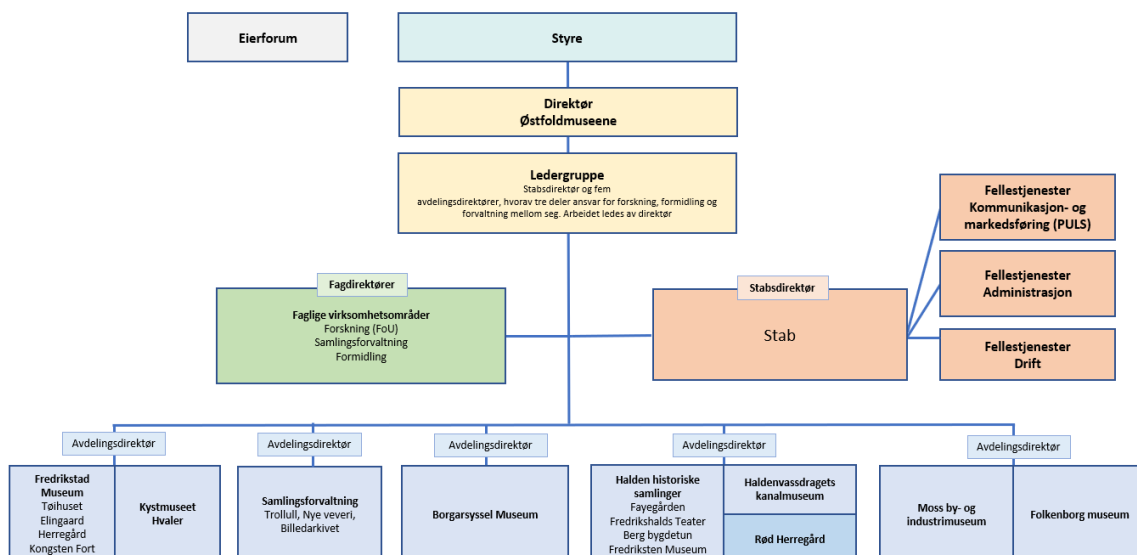 Eierforum
Styre
Direktør
Østfoldmuseene
Ledergruppe
Stabsdirektør og fem
avdelingsdirektører, hvorav tre deler ansvar for forskning, formidling og
forvaltning mellom seg. Arbeidet ledes av direktør
Fellestjenester
Kommunikasjon- og
markedsføring (PULS)
Fellestjenester
Administrasjon
Fellestjenester
Drift
Fagdirektører
Faglige virksomhetsområder
Forskning (FoU)
Samlingsforvaltning
Formidling
Stabsdirektør
Stab
Avdelingsdirektør
Fredrikstad
Museum
Tøihuset
Elingaard
Herregård
Kongsten Fort
Kystmuseet
Hvaler
Avdelingsdirektør
Samlingsforvaltning
Trollull, Nye veveri,
Billedarkivet
Avdelingsdirektør
Borgarsyssel Museum
Avdelingsdirektør
Halden historiske
samlinger
Fayegården
Fredrikshalds Teater
Berg bygdetun
Fredriksten Museum
Haldenvassdragets
kanalmuseum
Rød Herregård
Avdelingsdirektør
Moss by- og
industrimuseum
Folkenborg museum